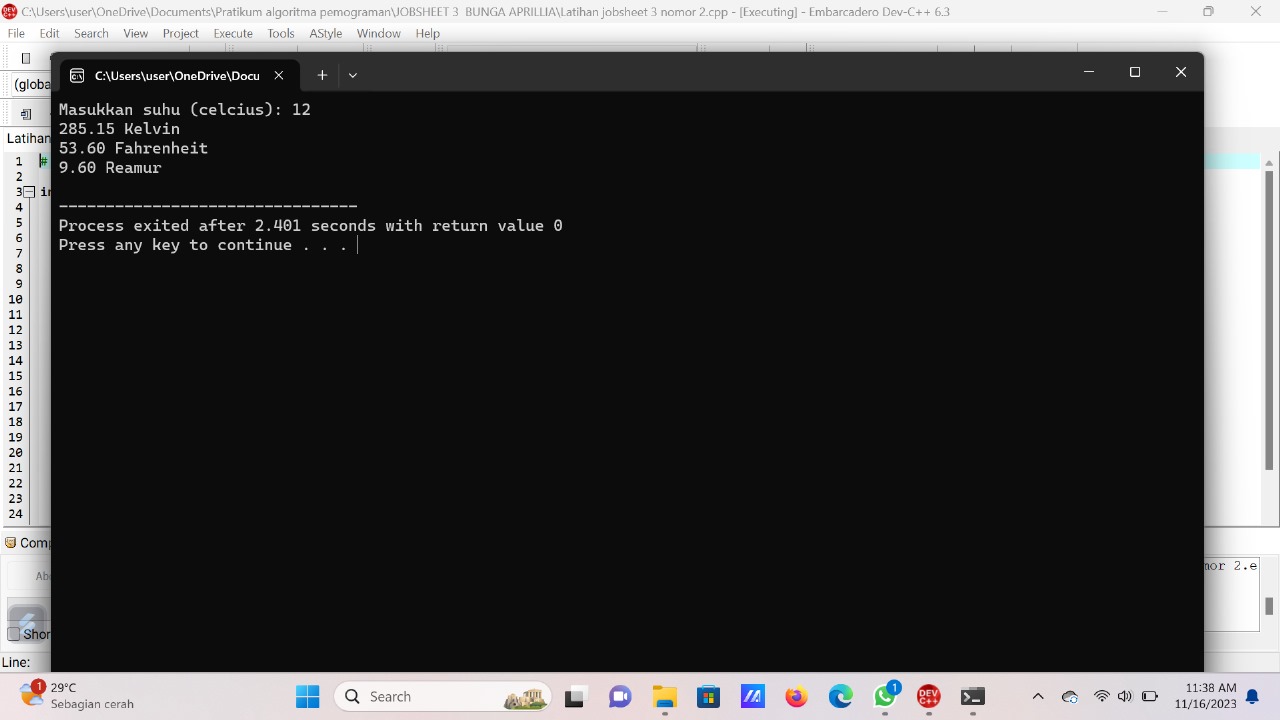 C:\Users\user\OneDrive\Documents\Pratikum algoritma pemograman\JOBSHEET 3  BUNGA APRILLIA\Latihan jobsheet 3 nomor 2.cpp - [Executing] - Embarcadero Dev-C++ 6.3
File Edit Search View Project Execute Tools AStyle Window Help
C:\Users\user\OneDrive\Docu
(globa
Latihan
Masukkan suhu (celcius): 12
285.15 Kelvin
53.60 Fahrenheit
9.60 Reamur
--------------------------------
Process exited after 2.401 seconds with return value 0
Press any key to continue . . .
1 #
2
3 in
4
5
6
7
8
9
10
11
12
13
14
15
16
17
18
19
20
21
22
23
24
Comp
Abo
mor 2.e
Shor
Line:
1
29°C
Sebagian cerah
Search
1
DEV C++
11:38 AM
11/16/2023